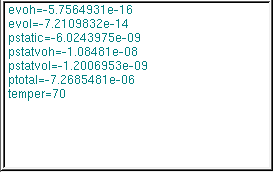 evoh=-5.7564931e-16
evol=-7.2109832e-14
pstatic=-6.0243975e-09
pstatvoh=-1.08481e-08
pstatvol=-1.2006953e-09
ptotal=-7.2685481e-06
temper=70